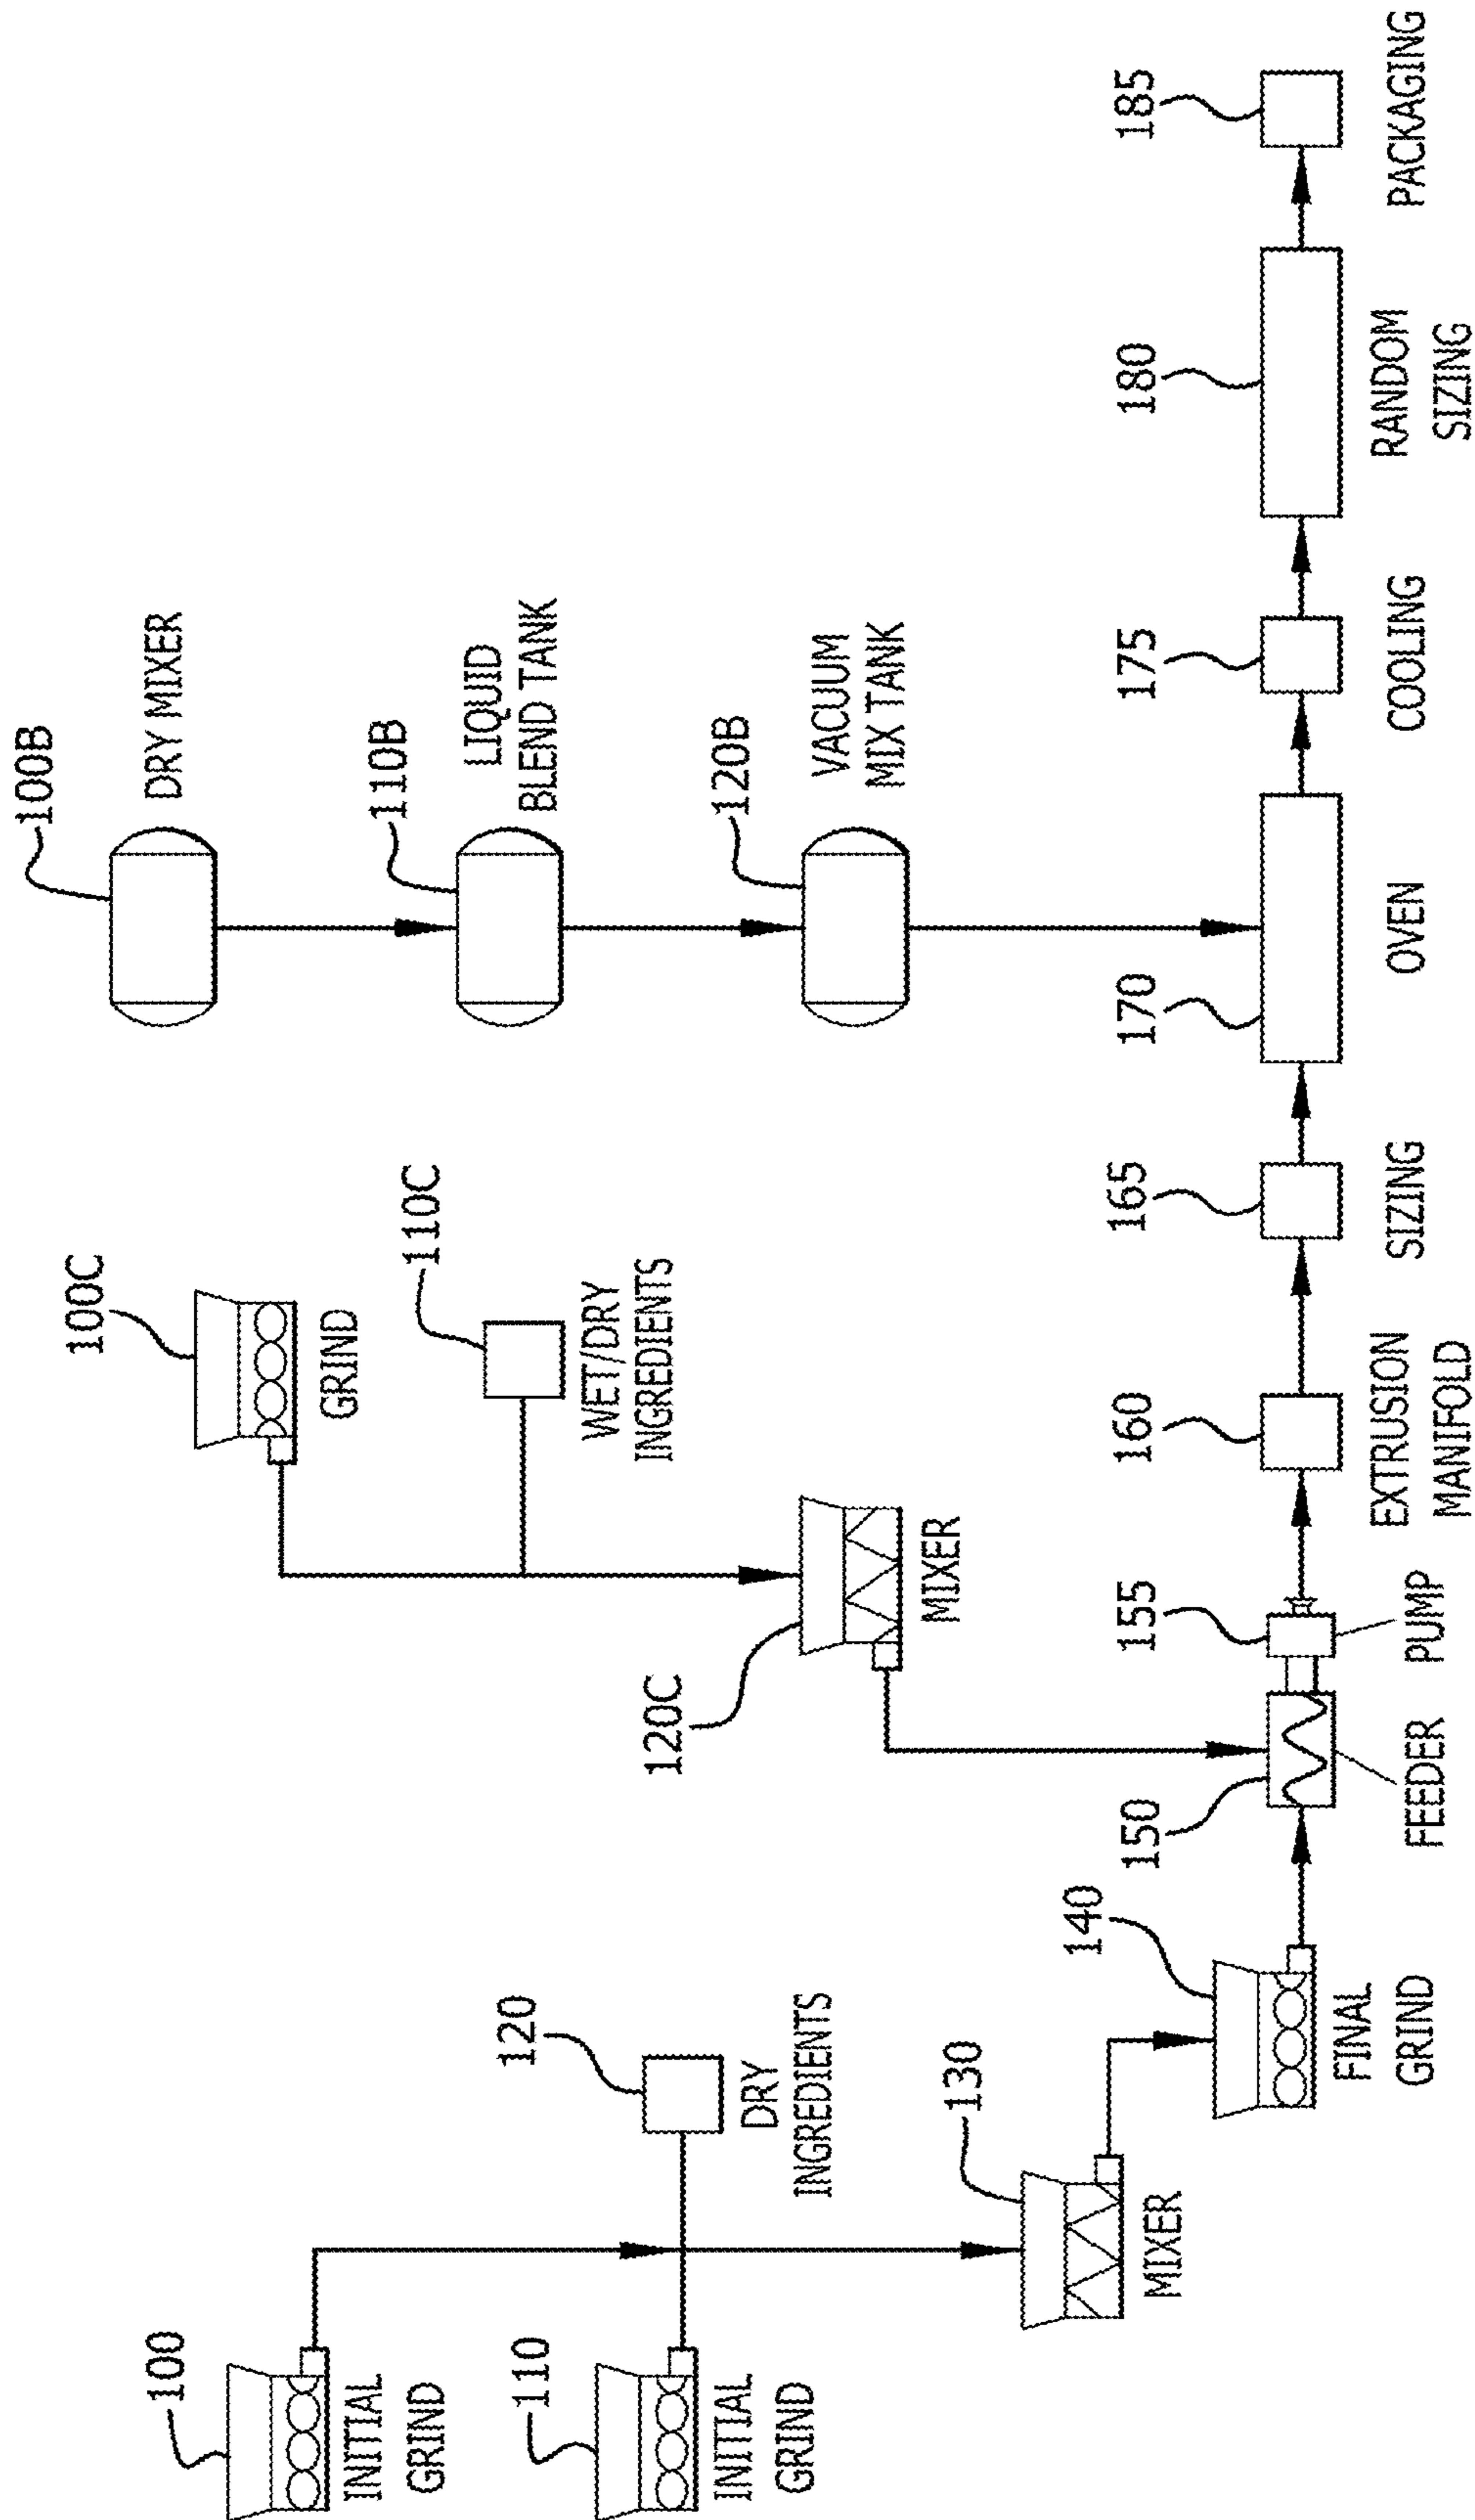 100
INITIAL
GRIND
110
INITIAL
GRIND
120
DRY
INGREDIENTS
130
MIXER
140
FINAL
GRIND
100C
GRIND
110C
WET/DRY
INGREDIENTS
120C
MIXER
150
FEEDER
155
PUMP
160
EXTRUSION
MANIFOLD
165
SIZING
100B
DRY MIXER
110B
LIQUID
BLEND TANK
120B
VACUUM
MIX TANK
170
OVEN
175
COOLING
180
RANDOM
SIZING
185
PACKAGING